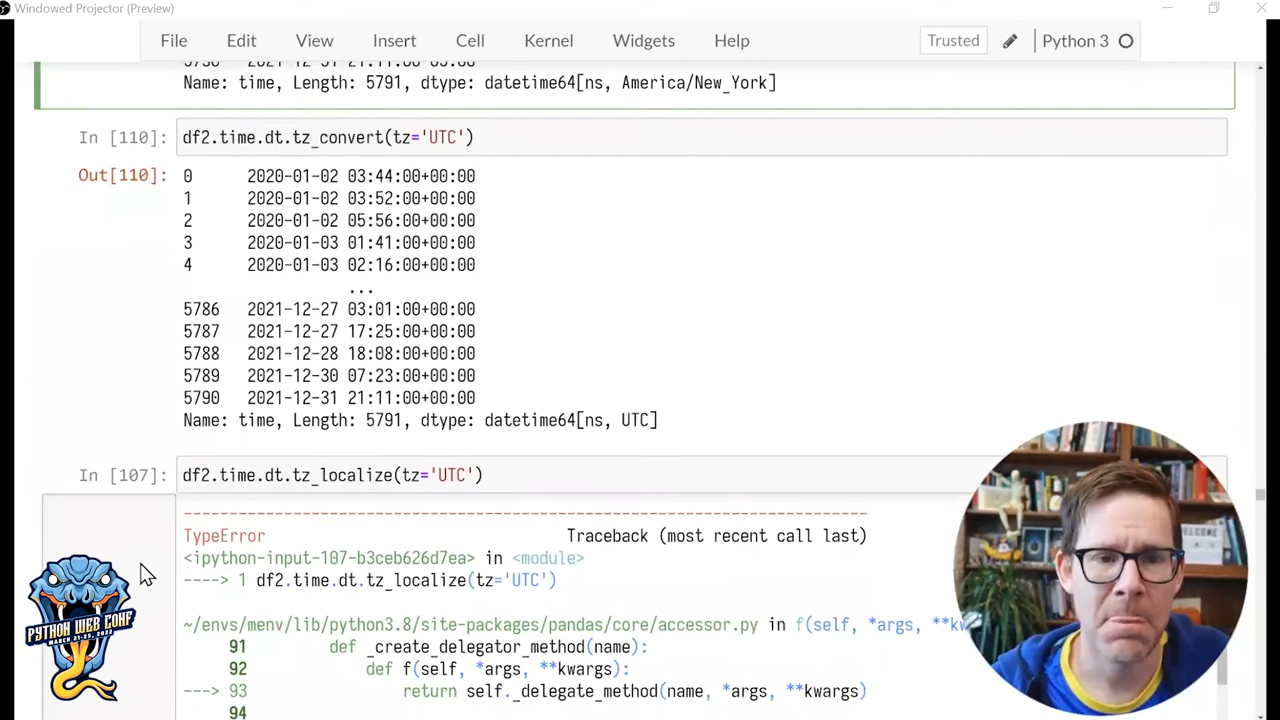 Windowed Projector (Preview)
File Edit View Insert Cell Kernel Widgets Help Trusted Python 3
Name: time, Length: 5791, dtype: datetime64[ns, America/New_York]
In [110]: df2.time.dt.tz_convert(tz='UTC')
Out[110]: 0 2020-01-02 03:44:00+00:00
1 2020-01-02 03:52:00+00:00
2 2020-01-02 05:56:00+00:00
3 2020-01-03 01:41:00+00:00
4 2020-01-03 02:16:00+00:00
...
5786 2021-12-27 03:01:00+00:00
5787 2021-12-27 17:25:00+00:00
5788 2021-12-28 18:08:00+00:00
5789 2021-12-30 07:23:00+00:00
5790 2021-12-31 21:11:00+00:00
Name: time, Length: 5791, dtype: datetime64[ns, UTC]
In [107]: df2.time.dt.tz_localize(tz='UTC')
---------------------------------------------------------------------------
TypeError Traceback (most recent call last)
<ipython-input-107-b3ceb626d7ea> in <module>
----> 1 df2.time.dt.tz_localize(tz='UTC')
~/envs/menv/lib/python3.8/site-packages/pandas/core/accessor.py in f(self, *args, **kw
91 def _create_delegator_method(name):
92 def f(self, *args, **kwargs):
---> 93 return self._delegate_method(name, *args, **kwargs)
94
PYTHON WEB CONF
MARCH 21-25, 2022
WELCOME